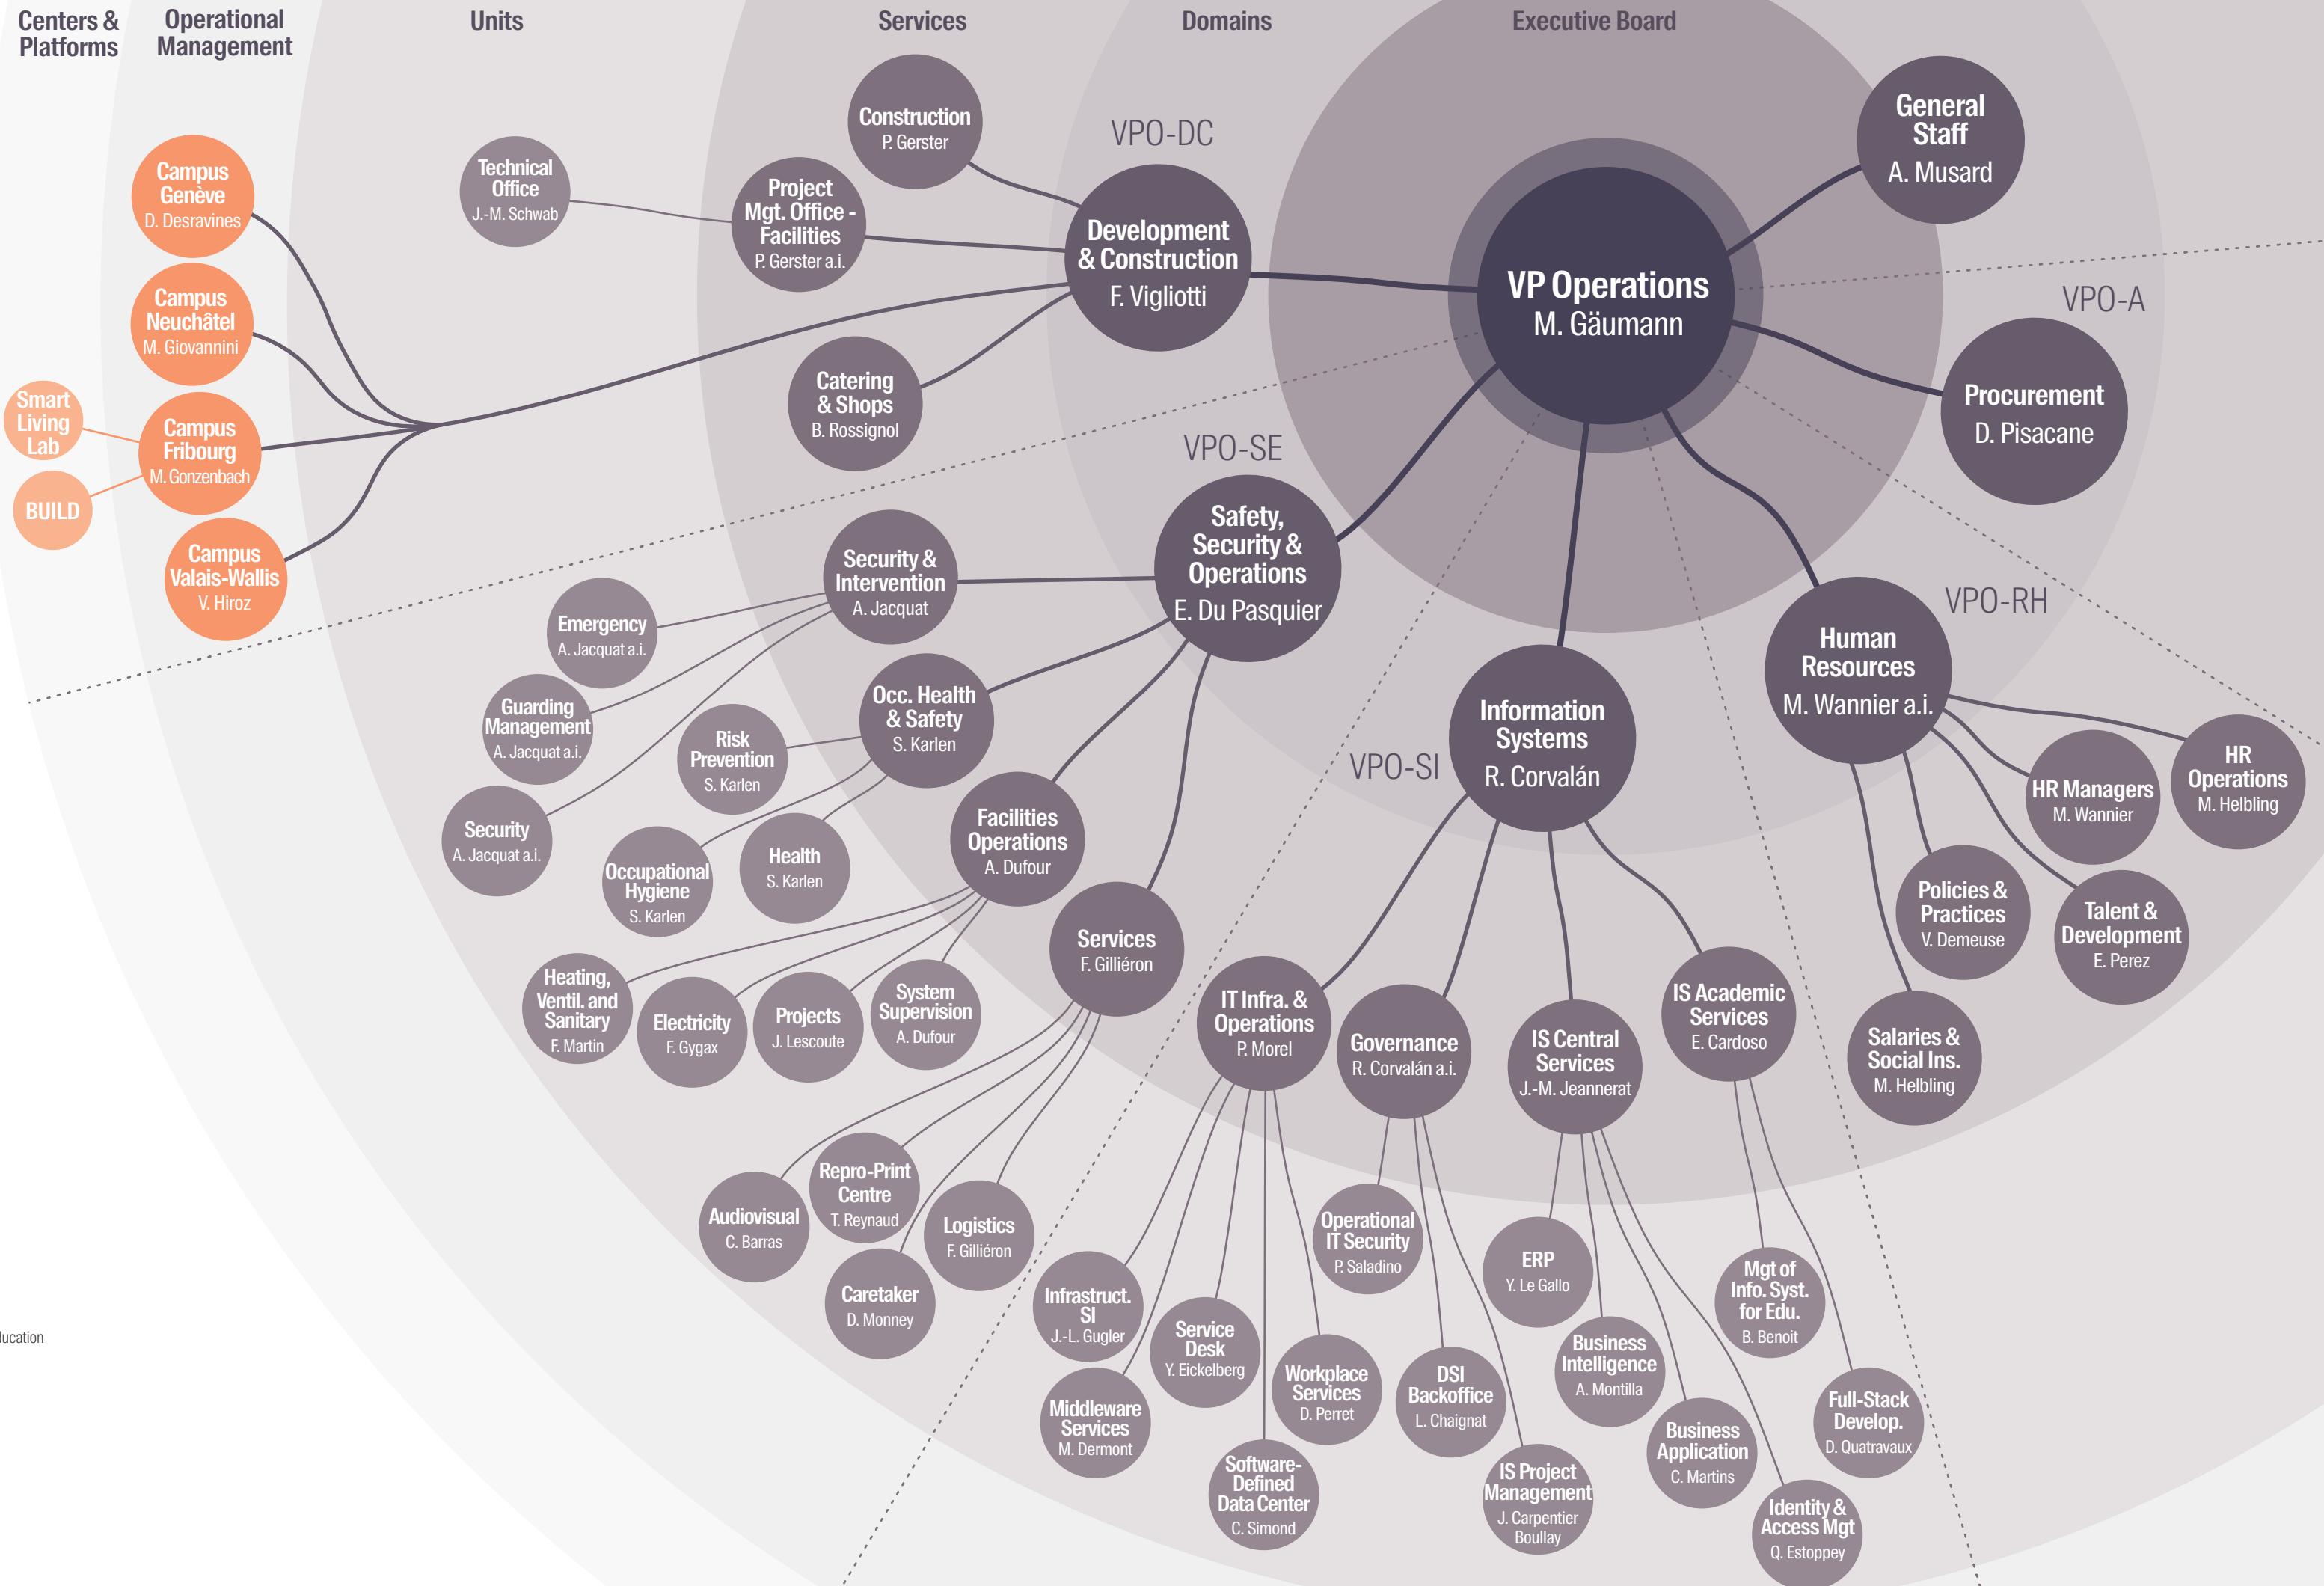 Centers &
Platforms
Operational
Management
Units
Services
Domains
Executive Board
Construction
P. Gerster
VPO-DC
General
Staff
A. Musard
Technical
Office
J.-M. Schwab
Project
Mgt. Office -
Facilities
P. Gerster a.i.
Development
& Construction
F. Vigliotti
VP Operations
M. Gäumann
VPO-A
Procurement
D. Pisacane
Campus
Genève
D. Desravines
Campus
Neuchâtel
M. Giovannini
Smart
Living
Lab
Campus
Fribourg
M. Gonzenbach
BUILD
Campus
Valais-Wallis
V. Hiroz
Catering
& Shops
B. Rossignol
VPO-SE
Safety,
Security &
Operations
E. Du Pasquier
Security &
Intervention
A. Jacquat
Emergency
A. Jacquat a.i.
Guarding
Management
A. Jacquat a.i.
Security
A. Jacquat a.i.
Occ. Health
& Safety
S. Karlen
Risk
Prevention
S. Karlen
Occupational
Hygiene
S. Karlen
Health
S. Karlen
Facilities
Operations
A. Dufour
Heating,
Ventil. and
Sanitary
F. Martin
Electricity
F. Gygax
Projects
J. Lescoute
System
Supervision
A. Dufour
Services
F. Gilliéron
Audiovisual
C. Barras
Repro-Print
Centre
T. Reynaud
Caretaker
D. Monney
Logistics
F. Gilliéron
VPO-SI
Information
Systems
R. Corvalán
IT Infra. &
Operations
P. Morel
Infrastruct.
SI
J.-L. Gugler
Middleware
Services
M. Dermont
Service
Desk
Y. Eickelberg
Software-
Defined
Data Center
C. Simond
Workplace
Services
D. Perret
Governance
R. Corvalán a.i.
Operational
IT Security
P. Saladino
DSI
Backoffice
L. Chaignat
IS Project
Management
J. Carpentier
Boullay
IS Central
Services
J.-M. Jeannerat
ERP
Y. Le Gallo
Business
Intelligence
A. Montilla
Business
Application
C. Martins
Identity &
Access Mgt
Q. Estoppey
IS Academic
Services
E. Cardoso
Mgt of
Info. Syst.
for Edu.
B. Benoit
Full-Stack
Develop.
D. Quatravaux
VPO-RH
Human
Resources
M. Wannier a.i.
HR Managers
M. Wannier
HR
Operations
M. Helbling
Policies &
Practices
V. Demeuse
Talent &
Development
E. Perez
Salaries &
Social Ins.
M. Helbling